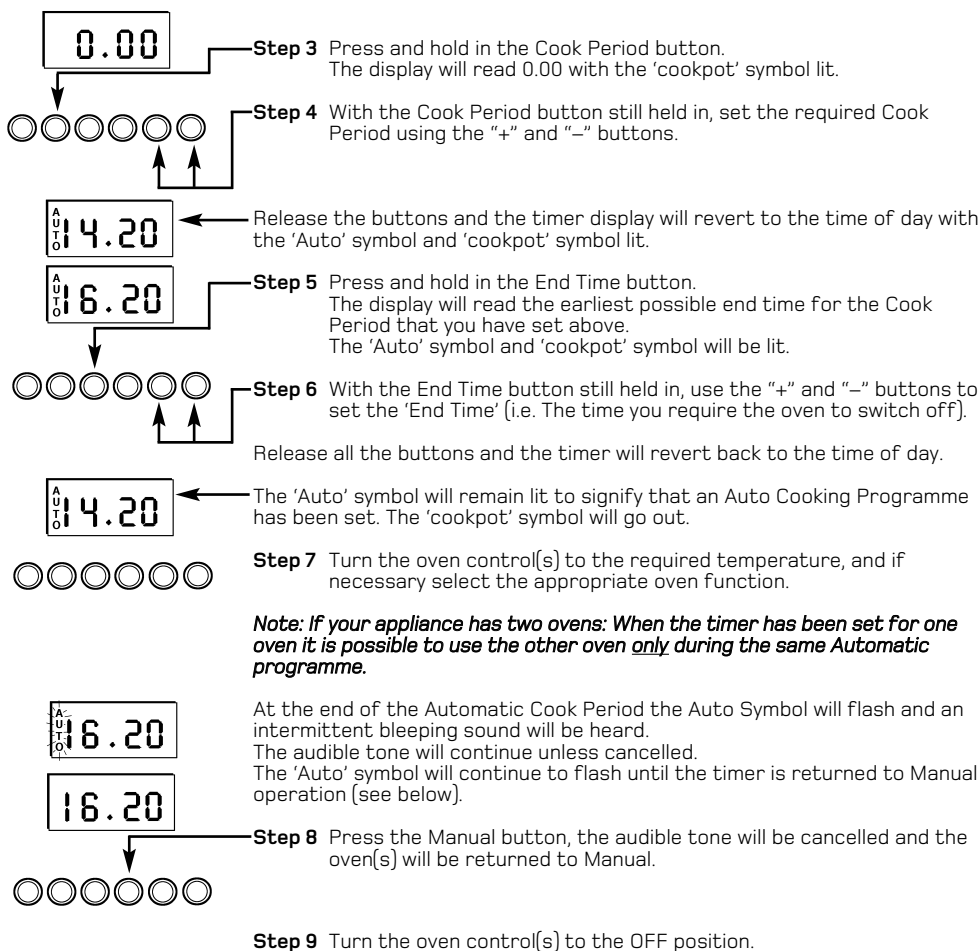 0.00
Step 3 Press and hold in the Cook Period button.
The display will read 0.00 with the ‘cookpot’ symbol lit.
Step 4 With the Cook Period button still held in, set the required Cook
Period using the “+” and “–” buttons.
AUTO 14.20
Release the buttons and the timer display will revert to the time of day with
the ‘Auto’ symbol and ‘cookpot’ symbol lit.
AUTO 16.20
Step 5 Press and hold in the End Time button.
The display will read the earliest possible end time for the Cook
Period that you have set above.
The ‘Auto’ symbol and ‘cookpot’ symbol will be lit.
Step 6 With the End Time button still held in, use the “+” and “–” buttons to
set the ‘End Time’ (i.e. The time you require the oven to switch off).
Release all the buttons and the timer will revert back to the time of day.
AUTO 14.20
The ‘Auto’ symbol will remain lit to signify that an Auto Cooking Programme
has been set. The ‘cookpot’ symbol will go out.
Step 7 Turn the oven control(s) to the required temperature, and if
necessary select the appropriate oven function.
Note: If your appliance has two ovens: When the timer has been set for one
oven it is possible to use the other oven only during the same Automatic
programme.
AUTO 16.20
At the end of the Automatic Cook Period the Auto Symbol will flash and an
intermittent bleeping sound will be heard.
The audible tone will continue unless cancelled.
The ‘Auto’ symbol will continue to flash until the timer is returned to Manual
operation (see below).
16.20
Step 8 Press the Manual button, the audible tone will be cancelled and the
oven(s) will be returned to Manual.
Step 9 Turn the oven control(s) to the OFF position.